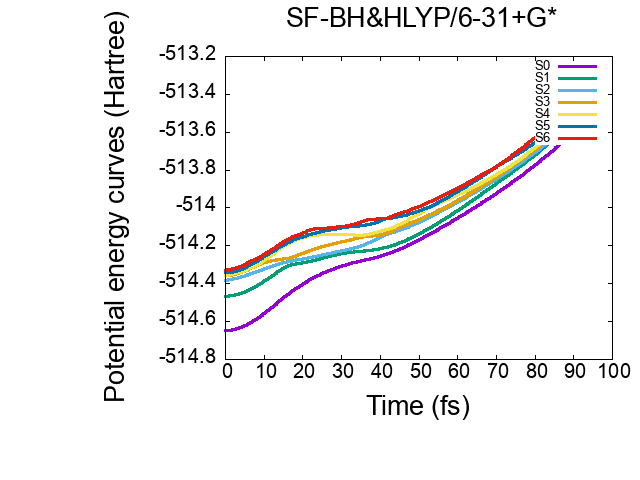 SF-BH&HLYP/6-31+G*
Potential energy curves (Hartree)
-513.2
-513.4
-513.6
-513.8
-514
-514.2
-514.4
-514.6
-514.8
S0
S1
S2
S3
S4
S5
S6
0 10 20 30 40 50 60 70 80 90 100
Time (fs)